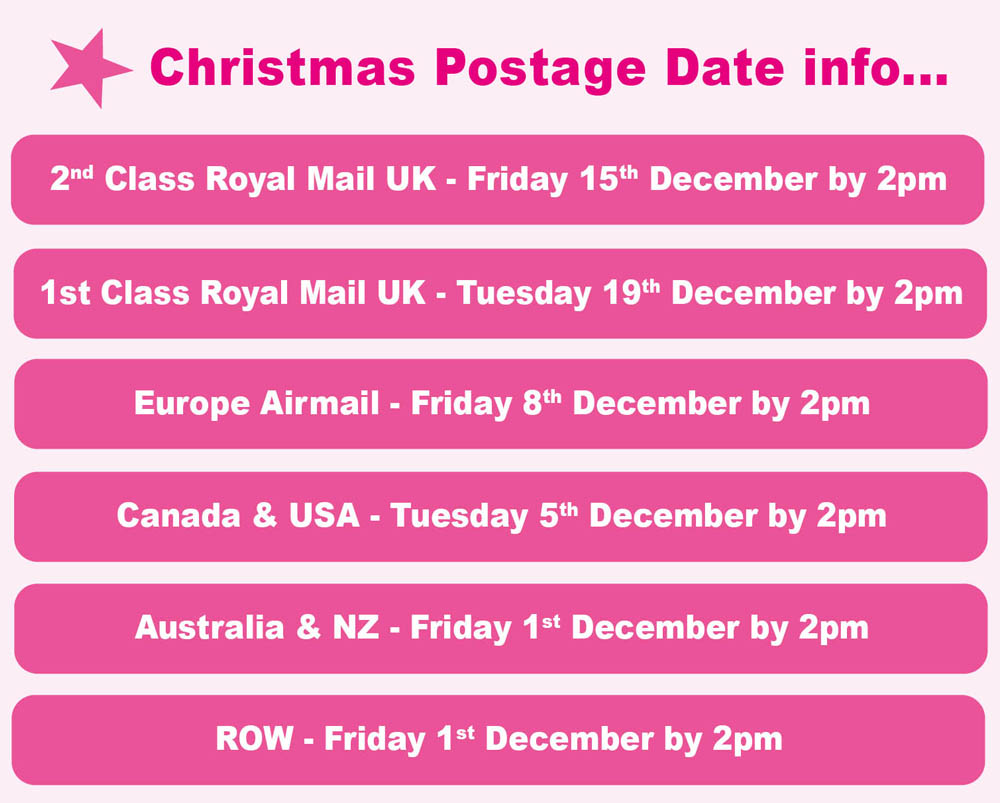 Christmas Postage Date info...
2nd Class Royal Mail UK - Friday 15th December by 2pm
1st Class Royal Mail UK - Tuesday 19th December by 2pm
Europe Airmail - Friday 8th December by 2pm
Canada & USA - Tuesday 5th December by 2pm
Australia & NZ - Friday 1st December by 2pm
ROW - Friday 1st December by 2pm